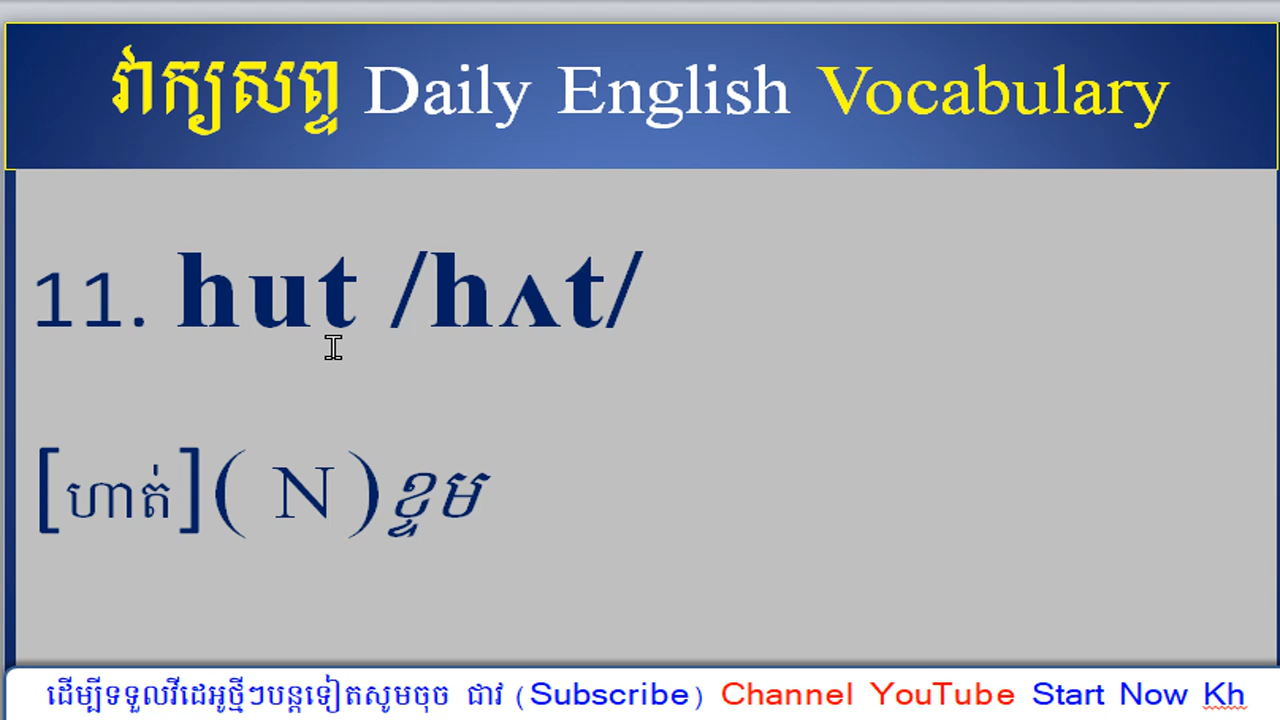 វាក្យសព្ទ Daily English Vocabulary
11. hut /hʌt/
[ហាត់]( N )ខ្ទម
ដើម្បីទទួលវីដេអូថ្មីៗបន្តទៀតសូមចុច ជាវ (Subscribe) Channel YouTube Start Now Kh